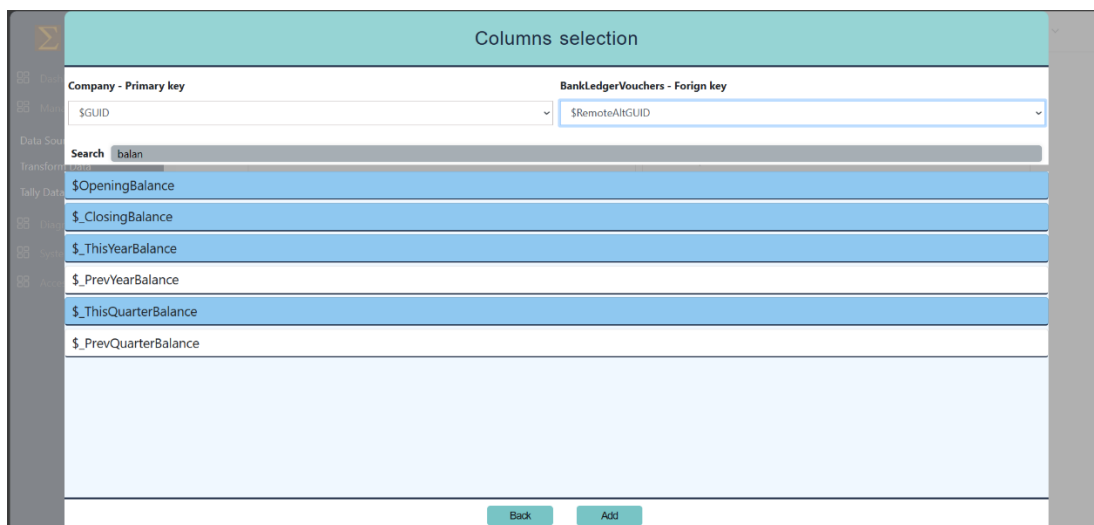 Columns selection
Company - Primary key BankLedgerVouchers - Forign key
$GUID $RemoteAltGUID
Data Sou
Search balan
Transform Data
Tally Data
$OpeningBalance
$_ClosingBalance
$_ThisYearBalance
$_PrevYearBalance
$_ThisQuarterBalance
$_PrevQuarterBalance
Back Add